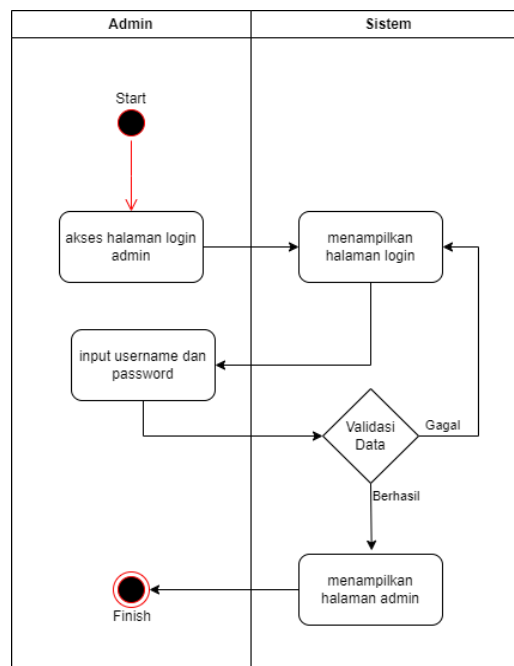 Admin
Sistem
Start
akses halaman login
admin
menampilkan
halaman login
input username dan
password
Validasi
Data
Gagal
Berhasil
menampilkan
halaman admin
Finish